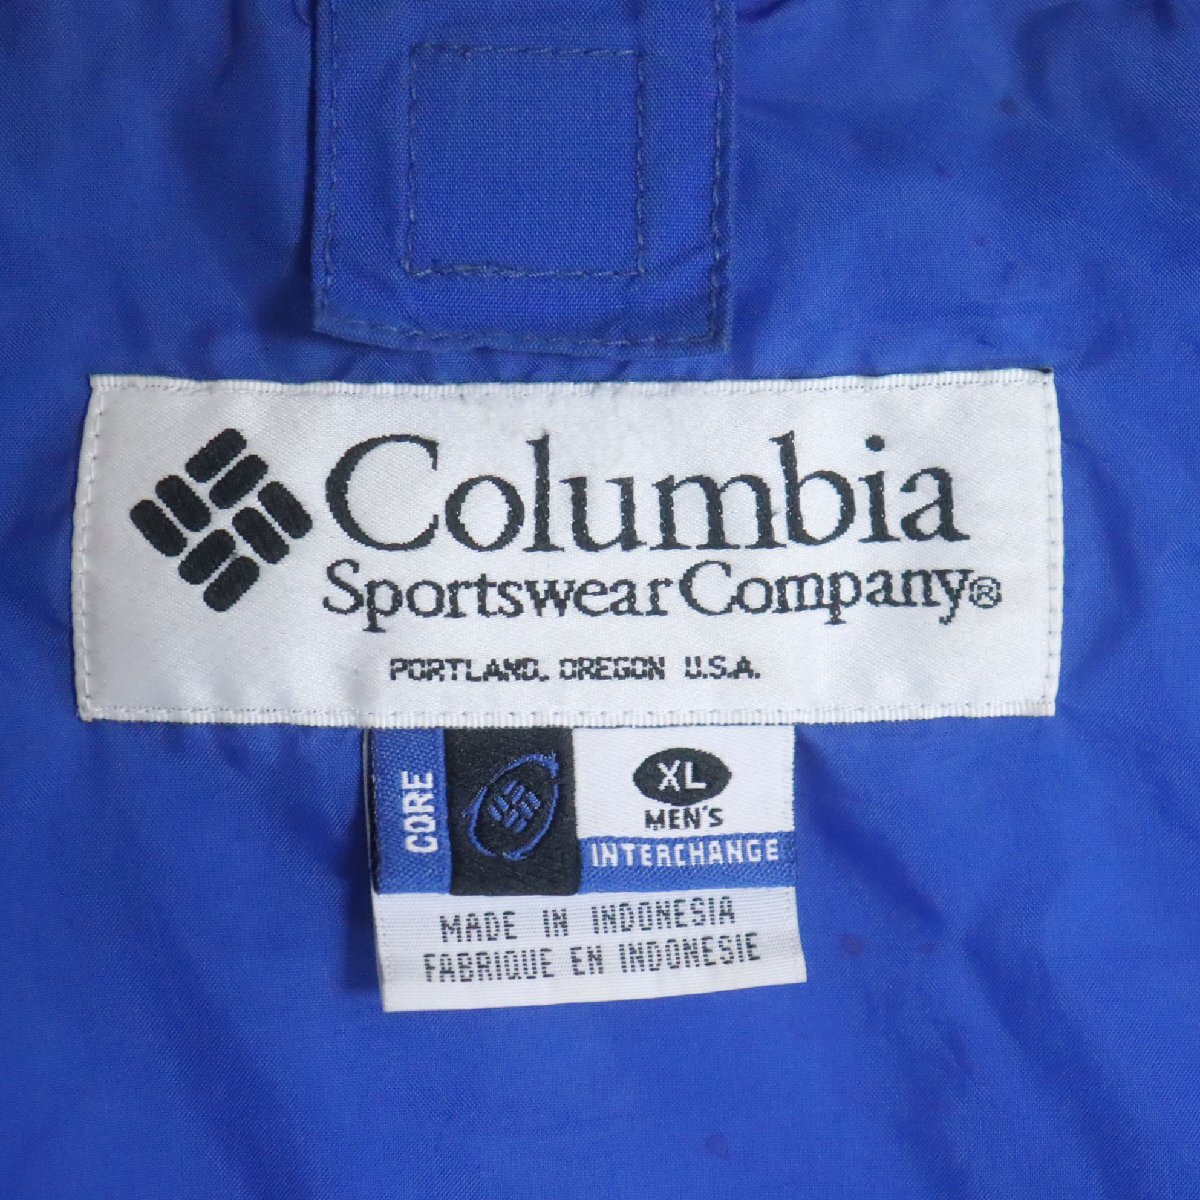 Columbia
Sportswear Company®
PORTLAND, OREGON U.S.A.
CORE
XL
MEN'S
INTERCHANGE
MADE IN INDONESIA
FABRIQUE EN INDONESIE